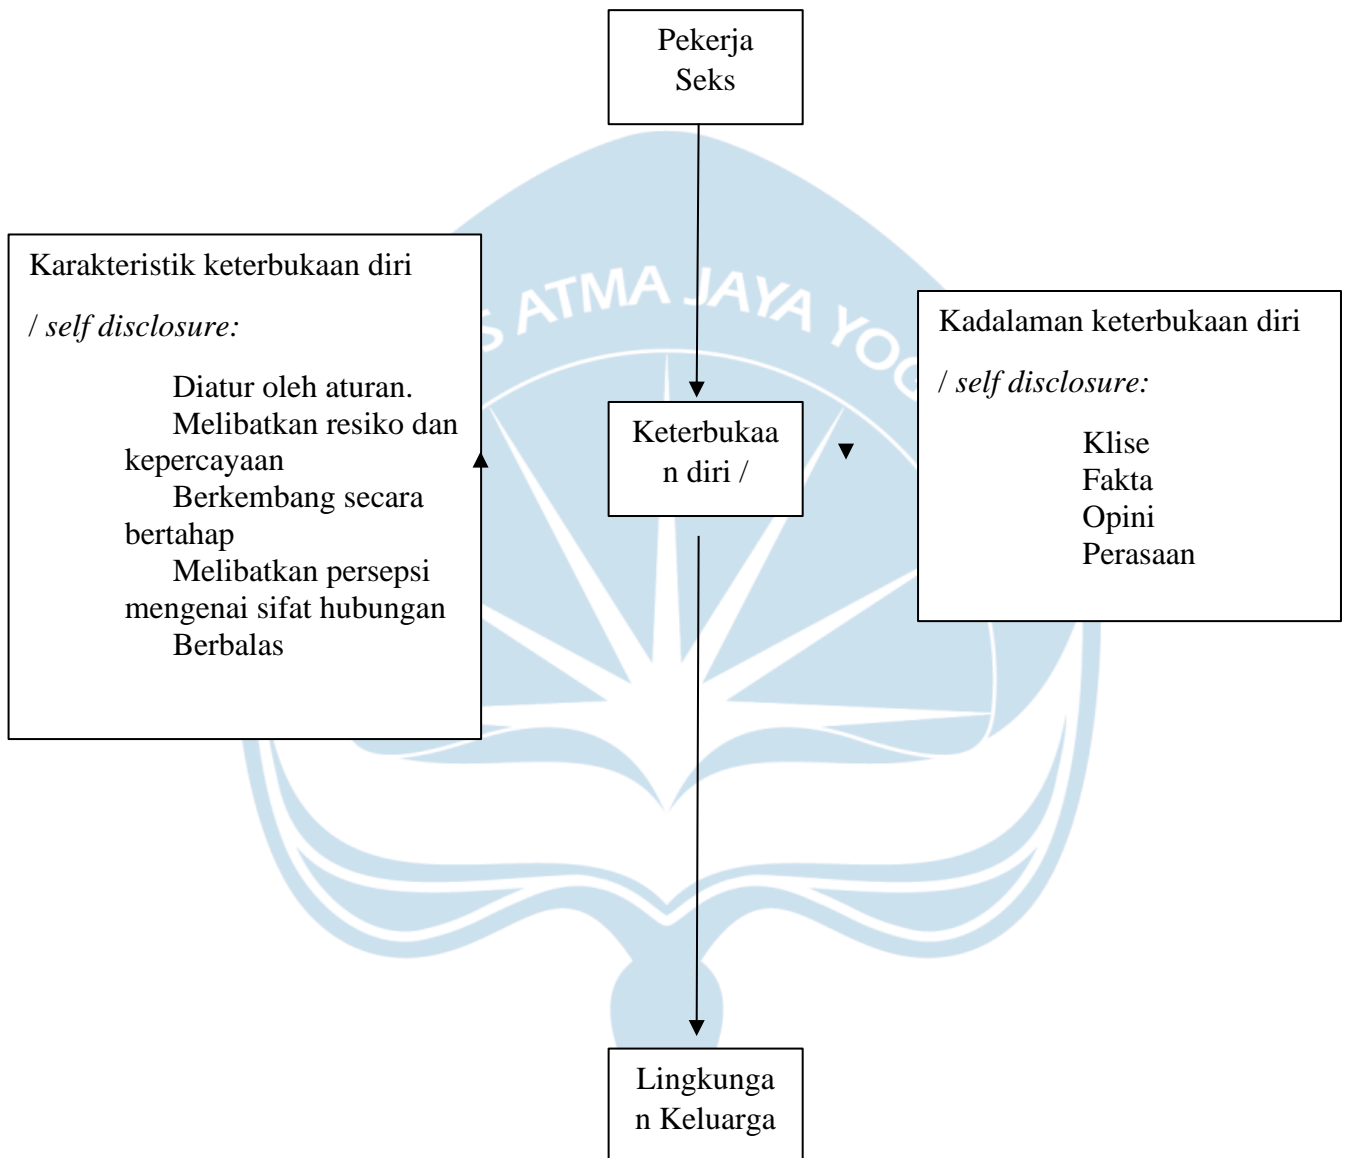 Pekerja
Seks
Karakteristik keterbukaan diri
/ self disclosure:
Diatur oleh aturan.
Melibatkan resiko dan
kepercayaan
Berkembang secara
bertahap
Melibatkan persepsi
mengenai sifat hubungan
Berbalas
S ATMA JAYA YOG
Keterbukaa
n diri /
Kadalaman keterbukaan diri
/ self disclosure:
Klise
Fakta
Opini
Perasaan
Lingkunga
n Keluarga